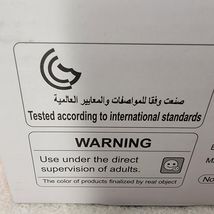 صنعت وفقا للمواصفات والمعايير العالمية
Tested according to international standards
WARNING
Use under the direct
supervision of adults.
The color of products finalized by real object